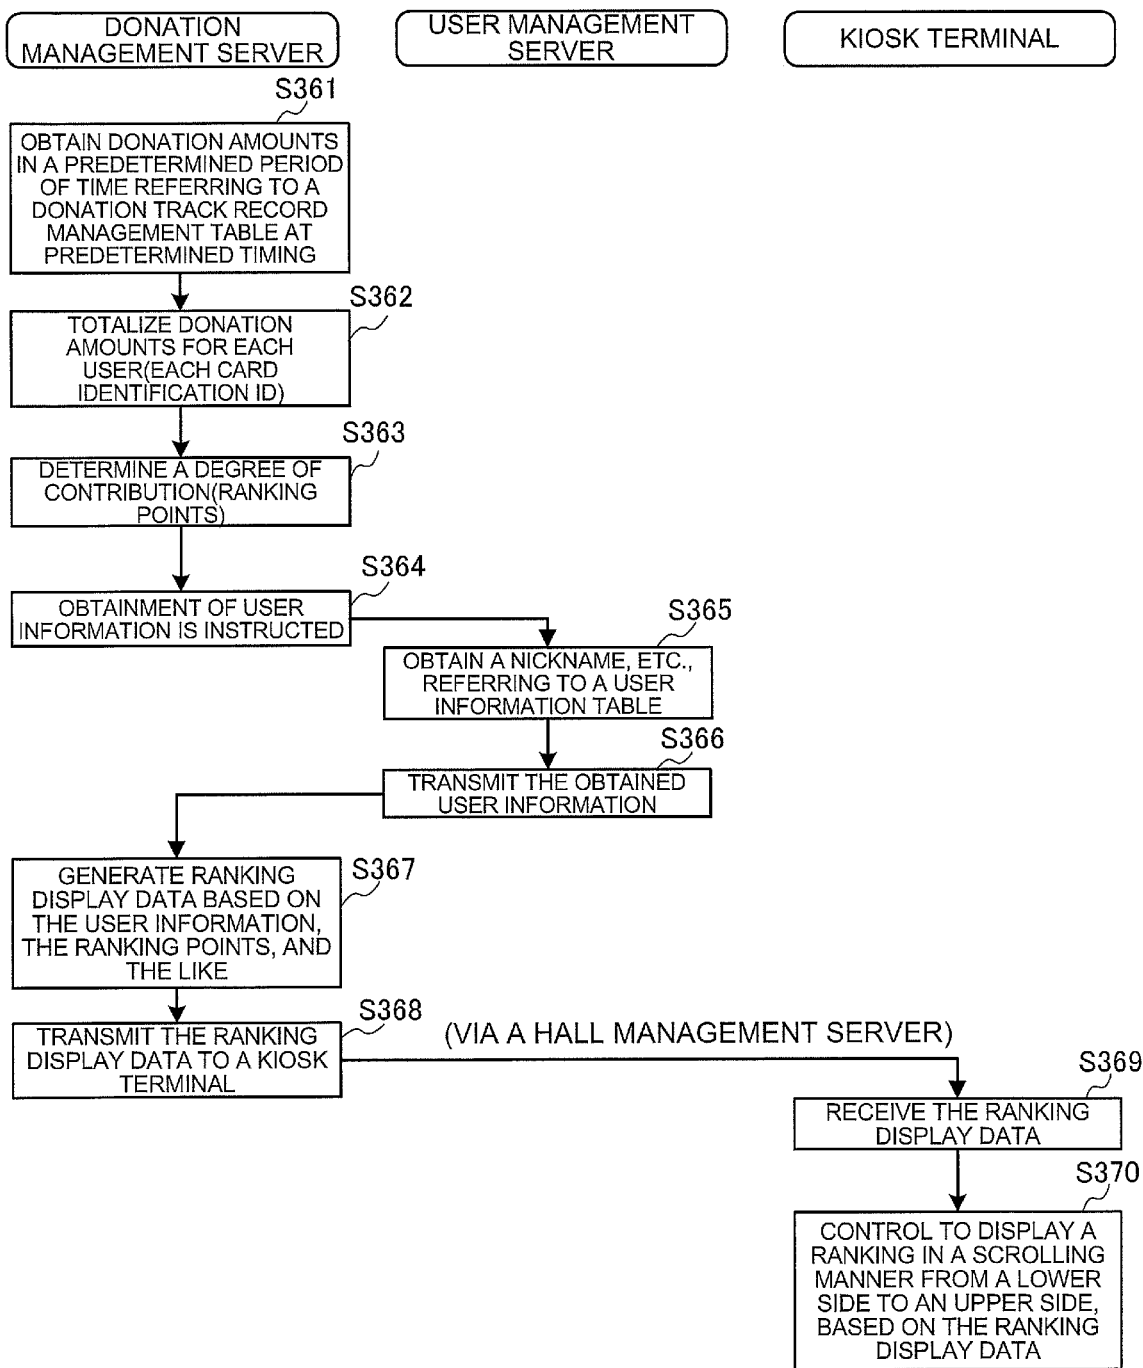 DONATION
MANAGEMENT SERVER
USER MANAGEMENT
SERVER
KIOSK TERMINAL
S361
OBTAIN DONATION AMOUNTS
IN A PREDETERMINED PERIOD
OF TIME REFERRING TO A
DONATION TRACK RECORD
MANAGEMENT TABLE AT
PREDETERMINED TIMING
S362
TOTALIZE DONATION
AMOUNTS FOR EACH
USER(EACH CARD
IDENTIFICATION ID)
S363
DETERMINE A DEGREE OF
CONTRIBUTION(RANKING
POINTS)
S364
OBTAINMENT OF USER
INFORMATION IS INSTRUCTED
S365
OBTAIN A NICKNAME, ETC.,
REFERRING TO A USER
INFORMATION TABLE
S366
TRANSMIT THE OBTAINED
USER INFORMATION
S367
GENERATE RANKING
DISPLAY DATA BASED ON
THE USER INFORMATION,
THE RANKING POINTS, AND
THE LIKE
S368
TRANSMIT THE RANKING
DISPLAY DATA TO A KIOSK
TERMINAL
(VIA A HALL MANAGEMENT SERVER)
S369
RECEIVE THE RANKING
DISPLAY DATA
S370
CONTROL TO DISPLAY A
RANKING IN A SCROLLING
MANNER FROM A LOWER
SIDE TO AN UPPER SIDE,
BASED ON THE RANKING
DISPLAY DATA